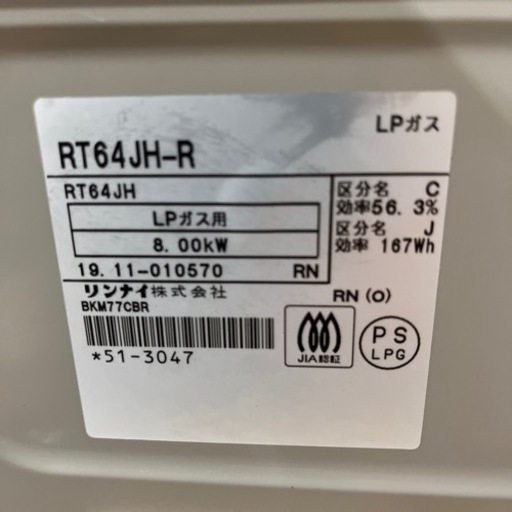 LPガス
RT64JH-R
RT64JH
LPガス用
8.00kW
19.11-010570 RN
区分名 C
効率56.3%
区分名 J
効率 167Wh
リンナイ株式会社
RN (O)
BKM77CBR
*51-3047
JIA認証
PS
LPG